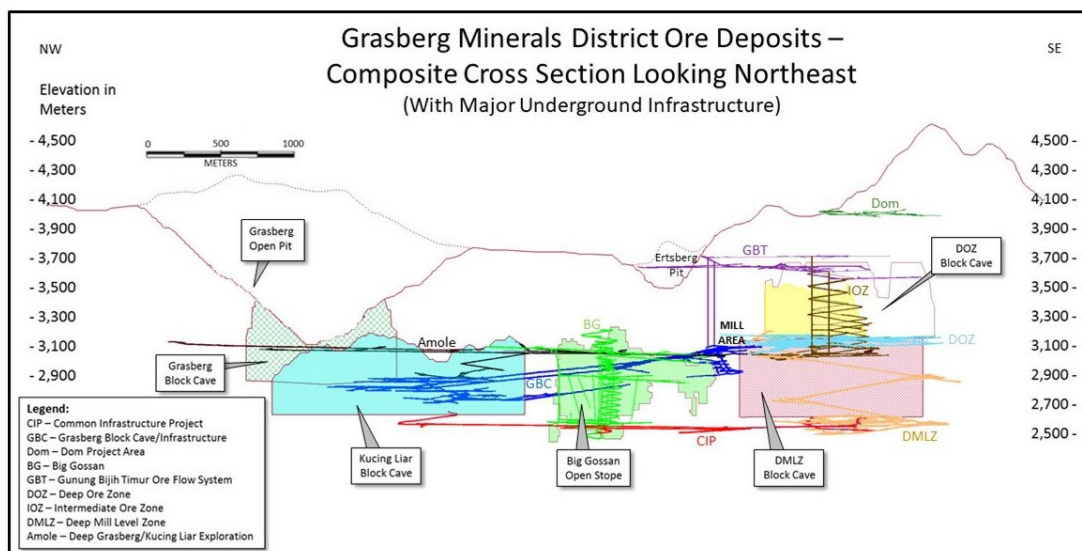 Grasberg Minerals District Ore Deposits –
Composite Cross Section Looking Northeast
(With Major Underground Infrastructure)
NW
SE
Elevation in
Meters
- 4,500
- 4,300
- 4,100
- 3,900
- 3,700
- 3,500
- 3,300
- 3,100
- 2,900
- 2,700
- 2,500
0 500 1000
METERS
4,500 -
4,300 -
4,100 -
3,900 -
3,700 -
3,500 -
3,300 -
3,100 -
2,900 -
2,700 -
2,500 -
Grasberg
Open Pit
Dom
GBT
Ertsberg
Pit
DOZ
Block Cave
IOZ
BG
MILL
AREA
Amole
DOZ
Grasberg
Block Cave
GBC
Kucing Liar
Block Cave
Big Gossan
Open Stope
CIP
DMLZ
Block Cave
DMLZ
Legend:
CIP – Common Infrastructure Project
GBC – Grasberg Block Cave/Infrastructure
Dom – Dom Project Area
BG – Big Gossan
GBT – Gunung Bijih Timur Ore Flow System
DOZ – Deep Ore Zone
IOZ – Intermediate Ore Zone
DMLZ – Deep Mill Level Zone
Amole – Deep Grasberg/Kucing Liar Exploration